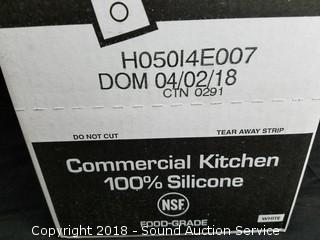 O
H050I4E007
DOM 04/02/18
CTN 0291
DO NOT CUT TEAR AWAY STRIP
Commercial Kitchen
100% Silicone
NSF
FOOD-GRADE
WHITE
Copyright 2018 - Sound Auction Service